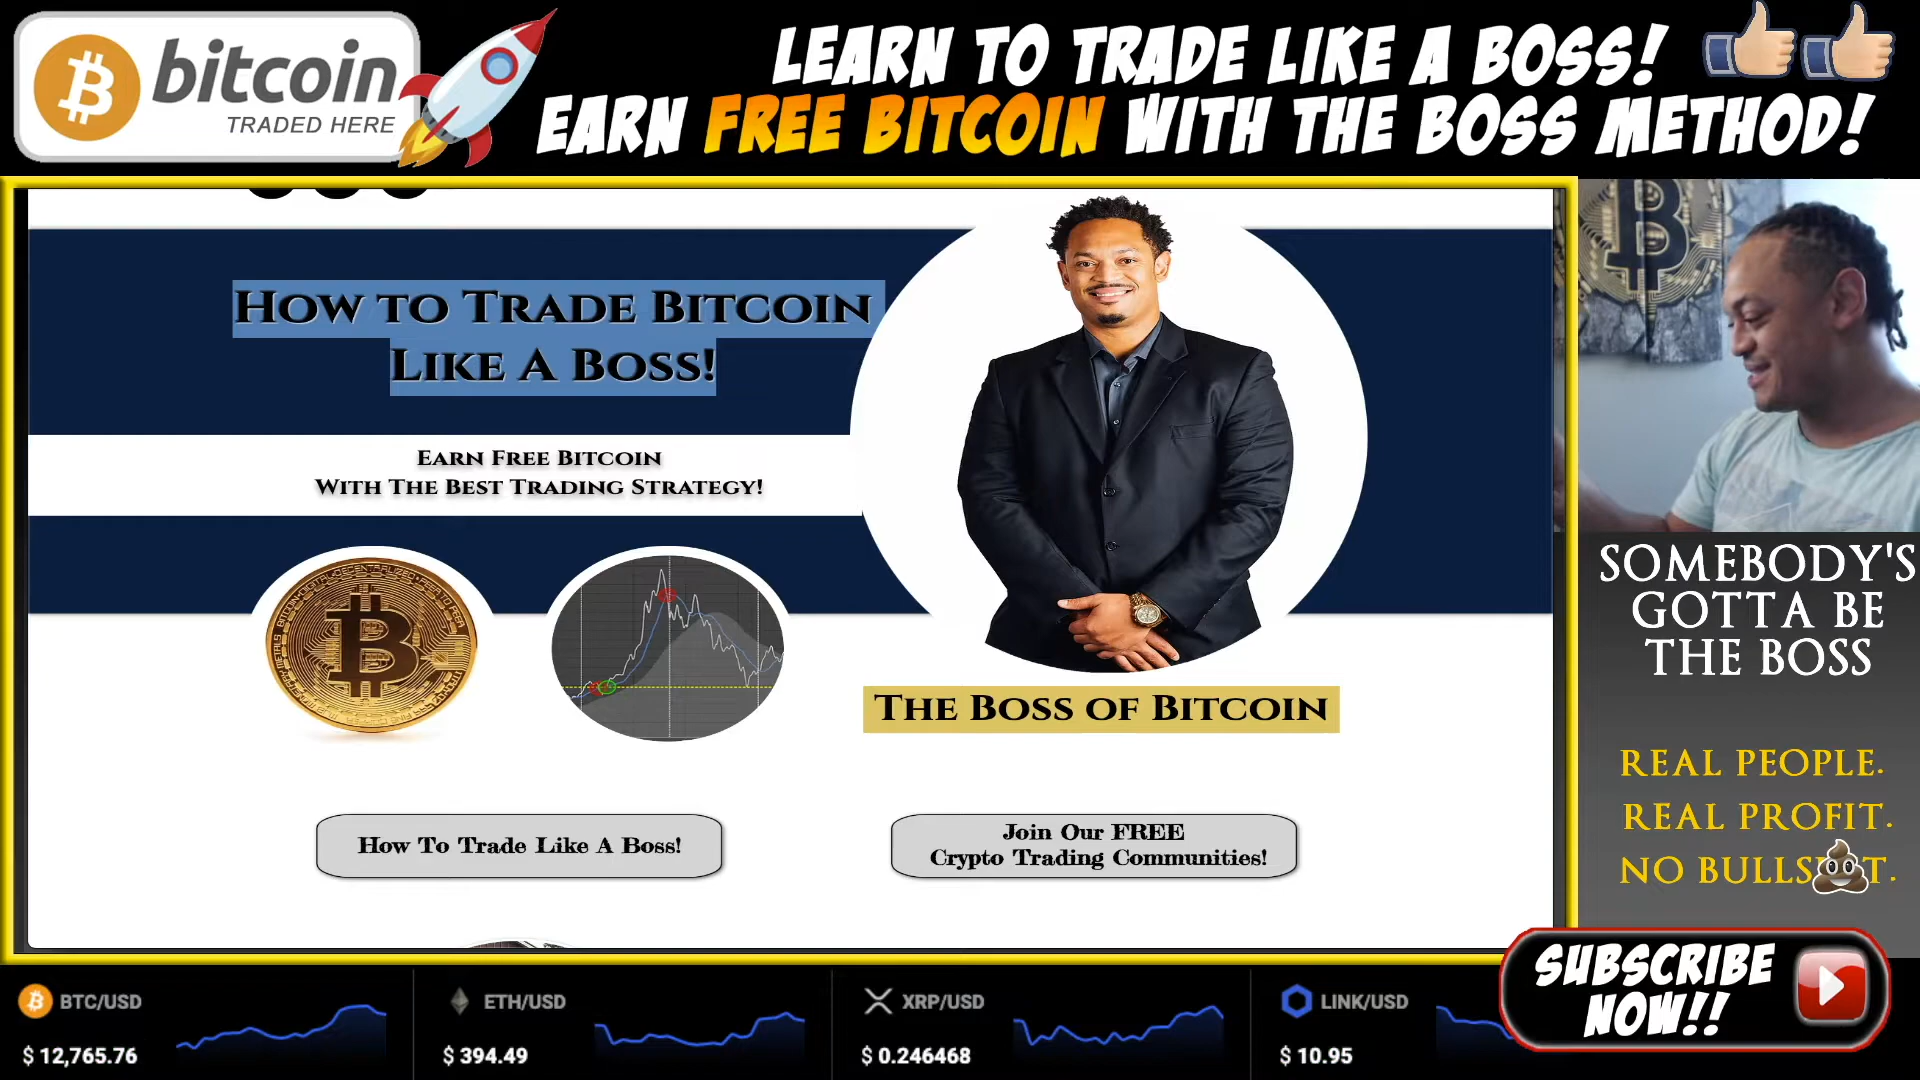 bitcoin
TRADED HERE
LEARN TO TRADE LIKE A BOSS!
EARN FREE BITCOIN WITH THE BOSS METHOD!
How to Trade Bitcoin
Like A Boss!
Earn Free Bitcoin
With The Best Trading Strategy!
The Boss of Bitcoin
How To Trade Like A Boss!
Join Our FREE
Crypto Trading Communities!
SOMEBODY'S
GOTTA BE
THE BOSS
REAL PEOPLE.
REAL PROFIT.
NO BULLS💩T.
SUBSCRIBE
NOW!!
BTC/USD
$ 12,765.76
ETH/USD
$ 394.49
XRP/USD
$ 0.246468
LINK/USD
$ 10.95